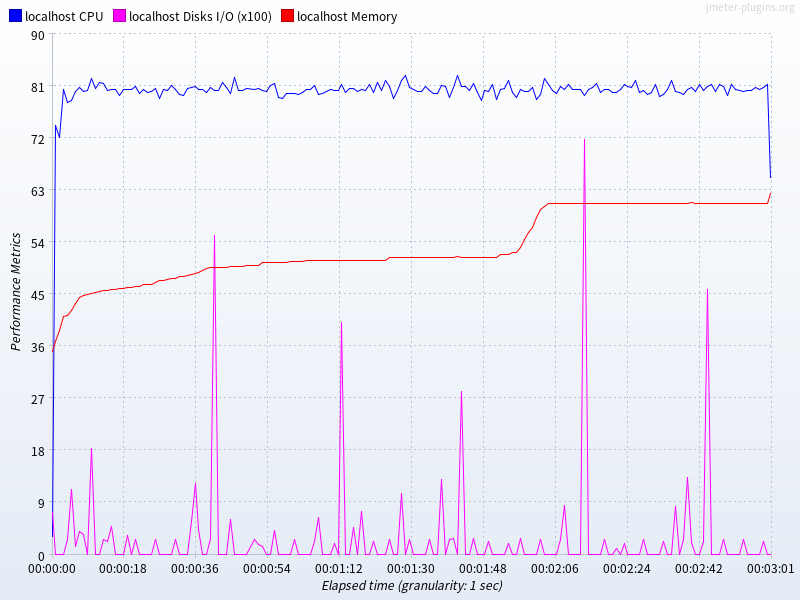 jmeter-plugins.org
localhost CPU localhost Disks I/O (x100) localhost Memory
90
81
72
63
54
45
36
27
18
9
0
Performance Metrics
00:00:00 00:00:18 00:00:36 00:00:54 00:01:12 00:01:30 00:01:48 00:02:06 00:02:24 00:02:42 00:03:01
Elapsed time (granularity: 1 sec)